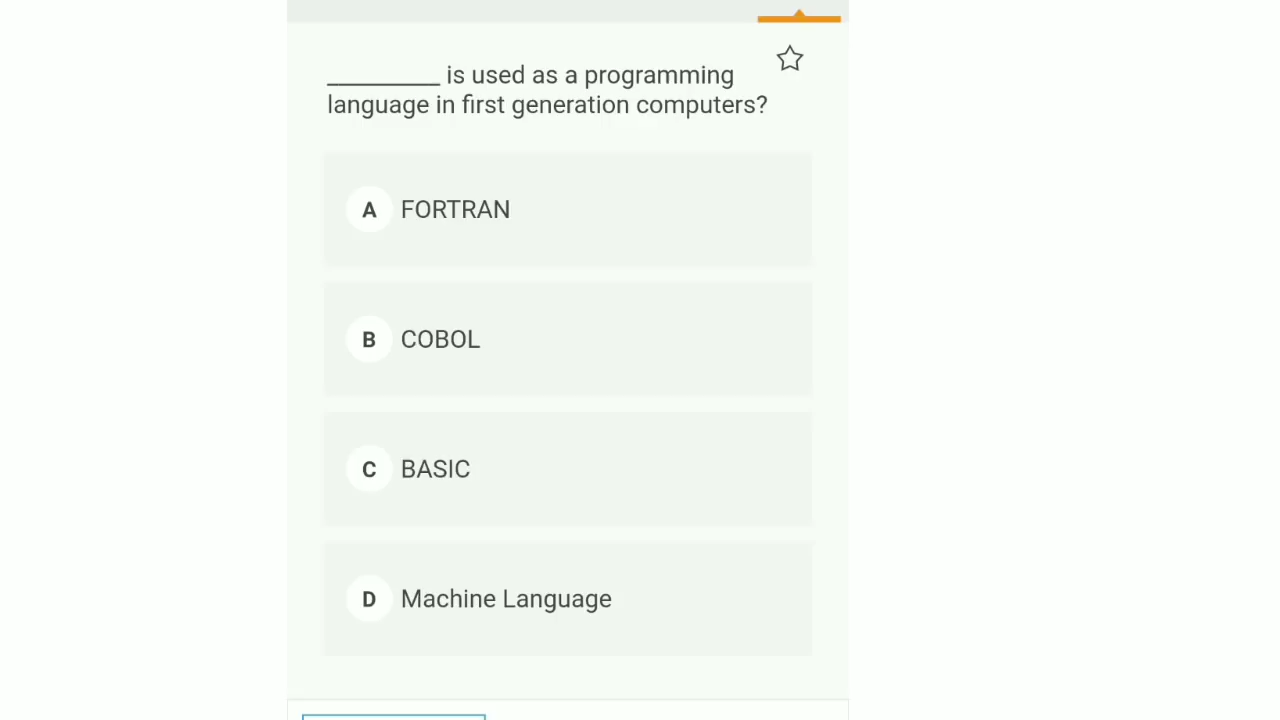 __________ is used as a programming
language in first generation computers?
A FORTRAN
B COBOL
C BASIC
D Machine Language